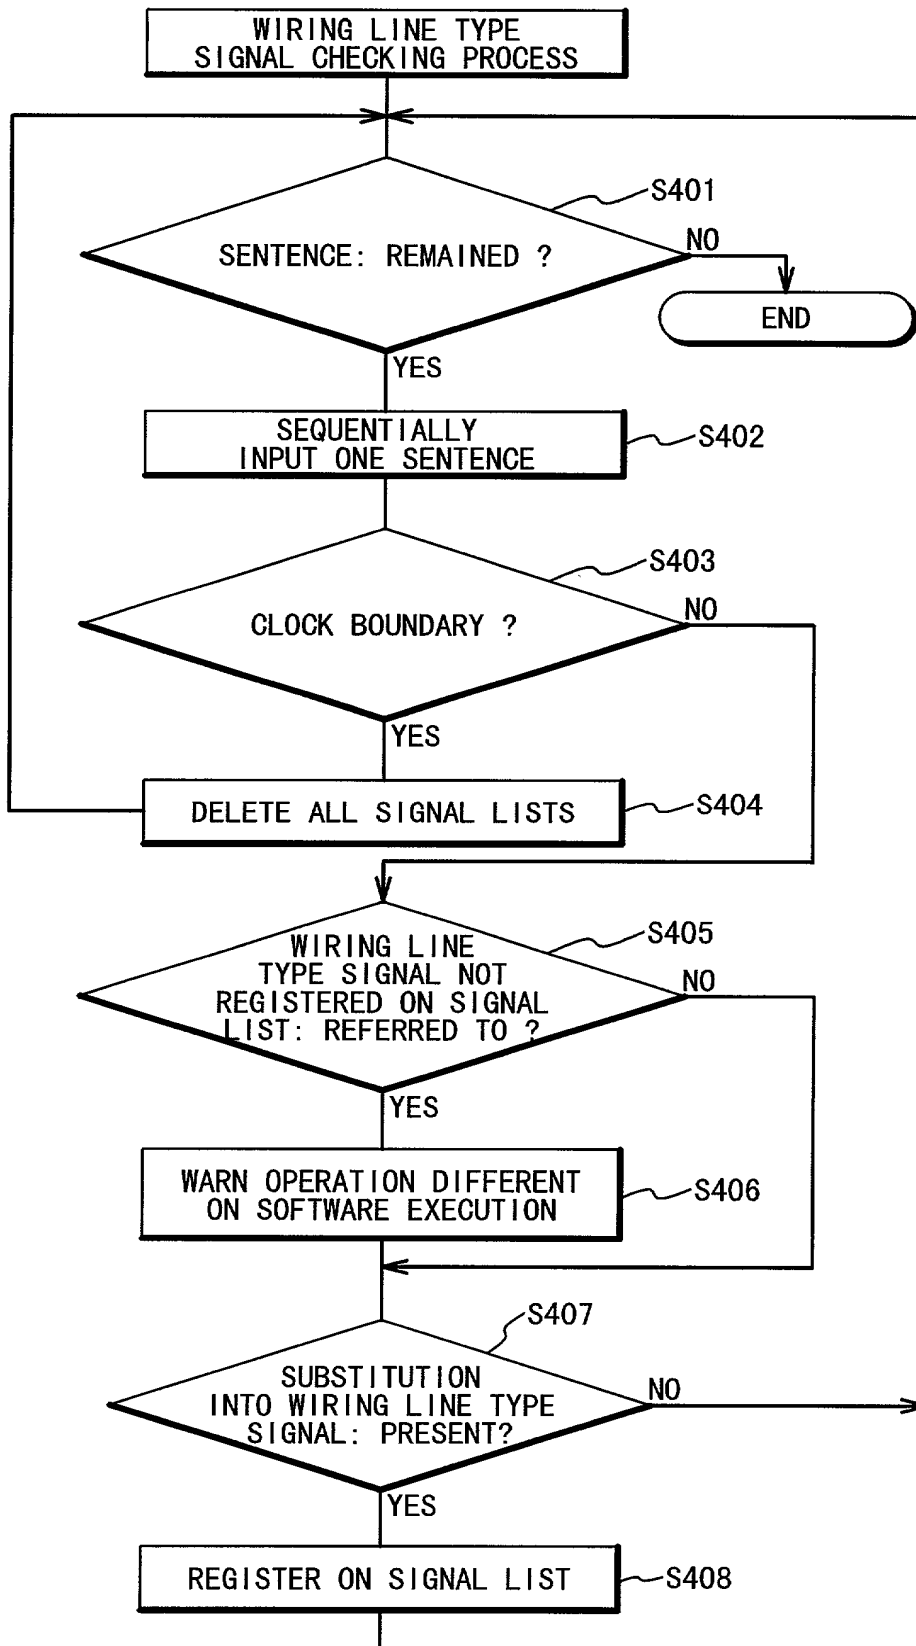 WIRING LINE TYPE
SIGNAL CHECKING PROCESS
S401
SENTENCE: REMAINED ?
NO
END
YES
SEQUENTIALLY
INPUT ONE SENTENCE
S402
S403
CLOCK BOUNDARY ?
NO
YES
DELETE ALL SIGNAL LISTS
S404
S405
WIRING LINE
TYPE SIGNAL NOT
REGISTERED ON SIGNAL
LIST: REFERRED TO ?
NO
YES
WARN OPERATION DIFFERENT
ON SOFTWARE EXECUTION
S406
S407
SUBSTITUTION
INTO WIRING LINE TYPE
SIGNAL: PRESENT?
NO
YES
REGISTER ON SIGNAL LIST
S408